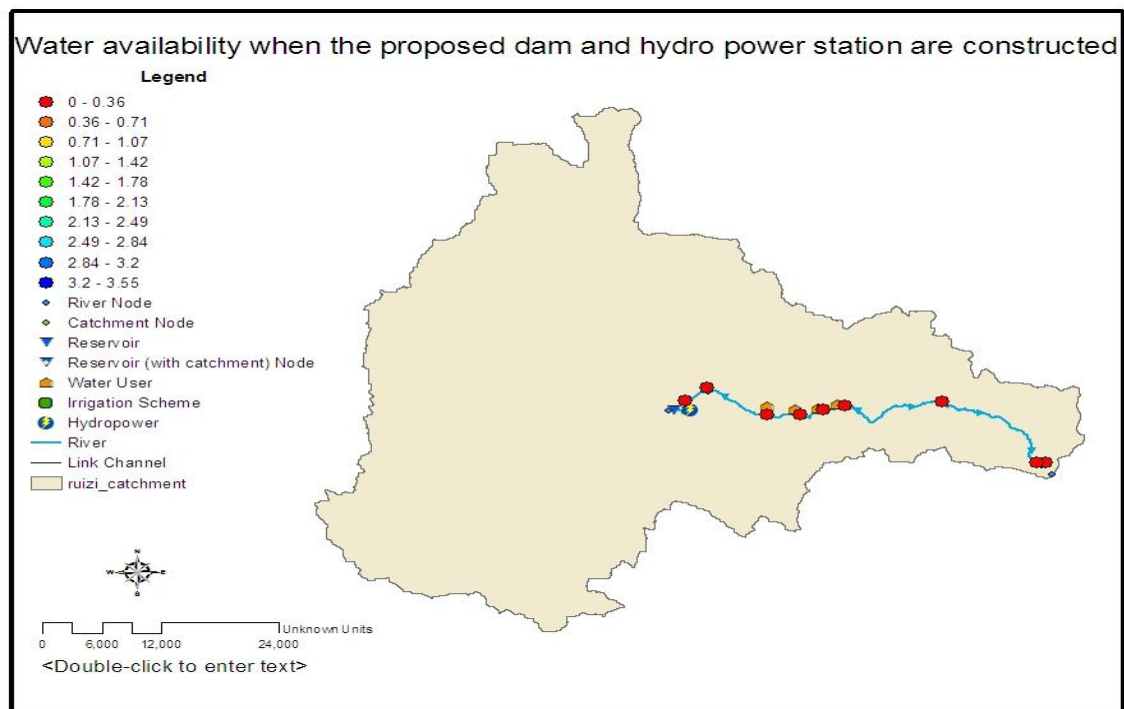 Water availability when the proposed dam and hydro power station are constructed
Legend
0 - 0.36
0.36 - 0.71
0.71 - 1.07
1.07 - 1.42
1.42 - 1.78
1.78 - 2.13
2.13 - 2.49
2.49 - 2.84
2.84 - 3.2
3.2 - 3.55
River Node
Catchment Node
Reservoir
Reservoir (with catchment) Node
Water User
Irrigation Scheme
Hydropower
River
Link Channel
ruizi_catchment
N
W E
S
Unknown Units
0 6,000 12,000 24,000
<Double-click to enter text>